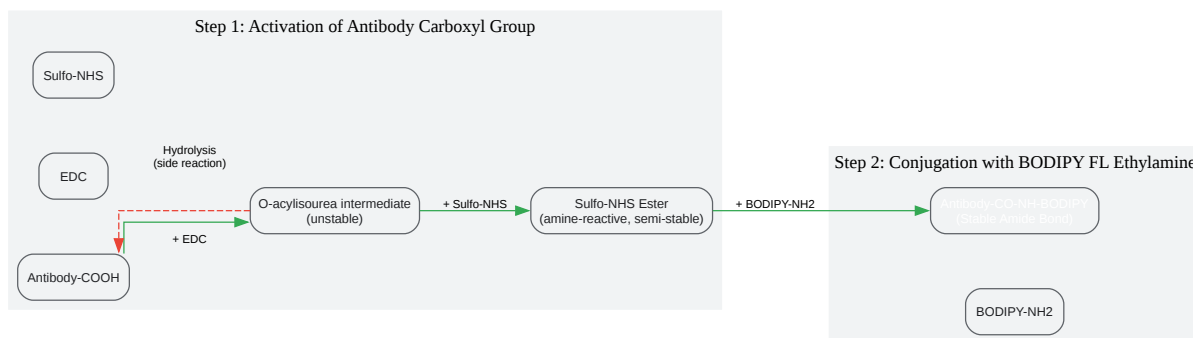 Step 1: Activation of Antibody Carboxyl Group
Sulfo-NHS
EDC
Hydrolysis
(side reaction)
O-acylisourea intermediate
(unstable)
+ Sulfo-NHS
Sulfo-NHS Ester
(amine-reactive, semi-stable)
+ EDC
Antibody-COOH
+ BODIPY-NH2
Step 2: Conjugation with BODIPY FL Ethylamine
Antibody-CO-NH-BODIPY
(Stable Amide Bond)
BODIPY-NH2